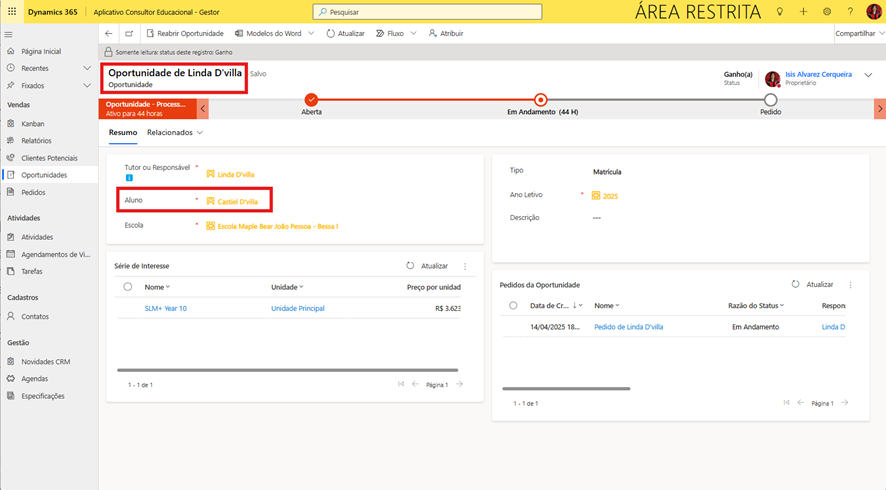 Dynamics 365 Aplicativo Consultor Educacional - Gestor Pesquisar ÁREA RESTRITA
Reabrir Oportunidade Modelos do Word Atualizar Fluxo Atribuir Compartilhar
Somente leitura: status deste registro: Ganho
Página Inicial
Recentes
Fixados
Vendas
Kanban
Relatórios
Clientes Potenciais
Oportunidades
Pedidos
Atividades
Atividades
Agendamentos de Vi...
Tarefas
Cadastros
Contatos
Gestão
Novidades CRM
Agendas
Especificações
Oportunidade de Linda D'villa - Salvo
Oportunidade
Ganho(a)
Status
Isis Alvarez Cerqueira
Proprietário
Oportunidade - Process...
Ativo para 44 horas
Aberta
Em Andamento (44 H)
Pedido
Resumo Relacionados
Tutor ou Responsável * Linda D'villa
Aluno * Castiel D'villa
Escola * Escola Maple Bear João Pessoa - Bessa I
Tipo Matrícula
Ano Letivo * 2025
Descrição ---
Série de Interesse Atualizar
Nome Unidade Preço por unidad
SLM+ Year 10 Unidade Principal R$ 3.623
1 - 1 de 1 Página 1
Pedidos da Oportunidade Atualizar
Data de Cr... Nome Razão do Status Respon
14/04/2025 18... Pedido de Linda D'villa Em Andamento Linda D
1 - 1 de 1 Página 1